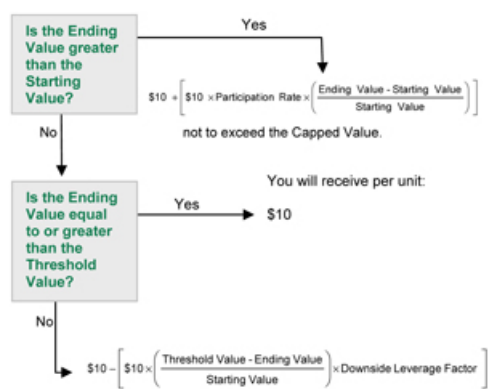 Is the Ending
Value greater
than the
Starting
Value?
Yes
$10 + [$10 × Participation Rate × (Ending Value - Starting Value / Starting Value)]
not to exceed the Capped Value.
No
You will receive per unit:
Is the Ending
Value equal
to or greater
than the
Threshold
Value?
Yes
$10
No
$10 – [$10 × (Threshold Value - Ending Value / Starting Value) × Downside Leverage Factor]